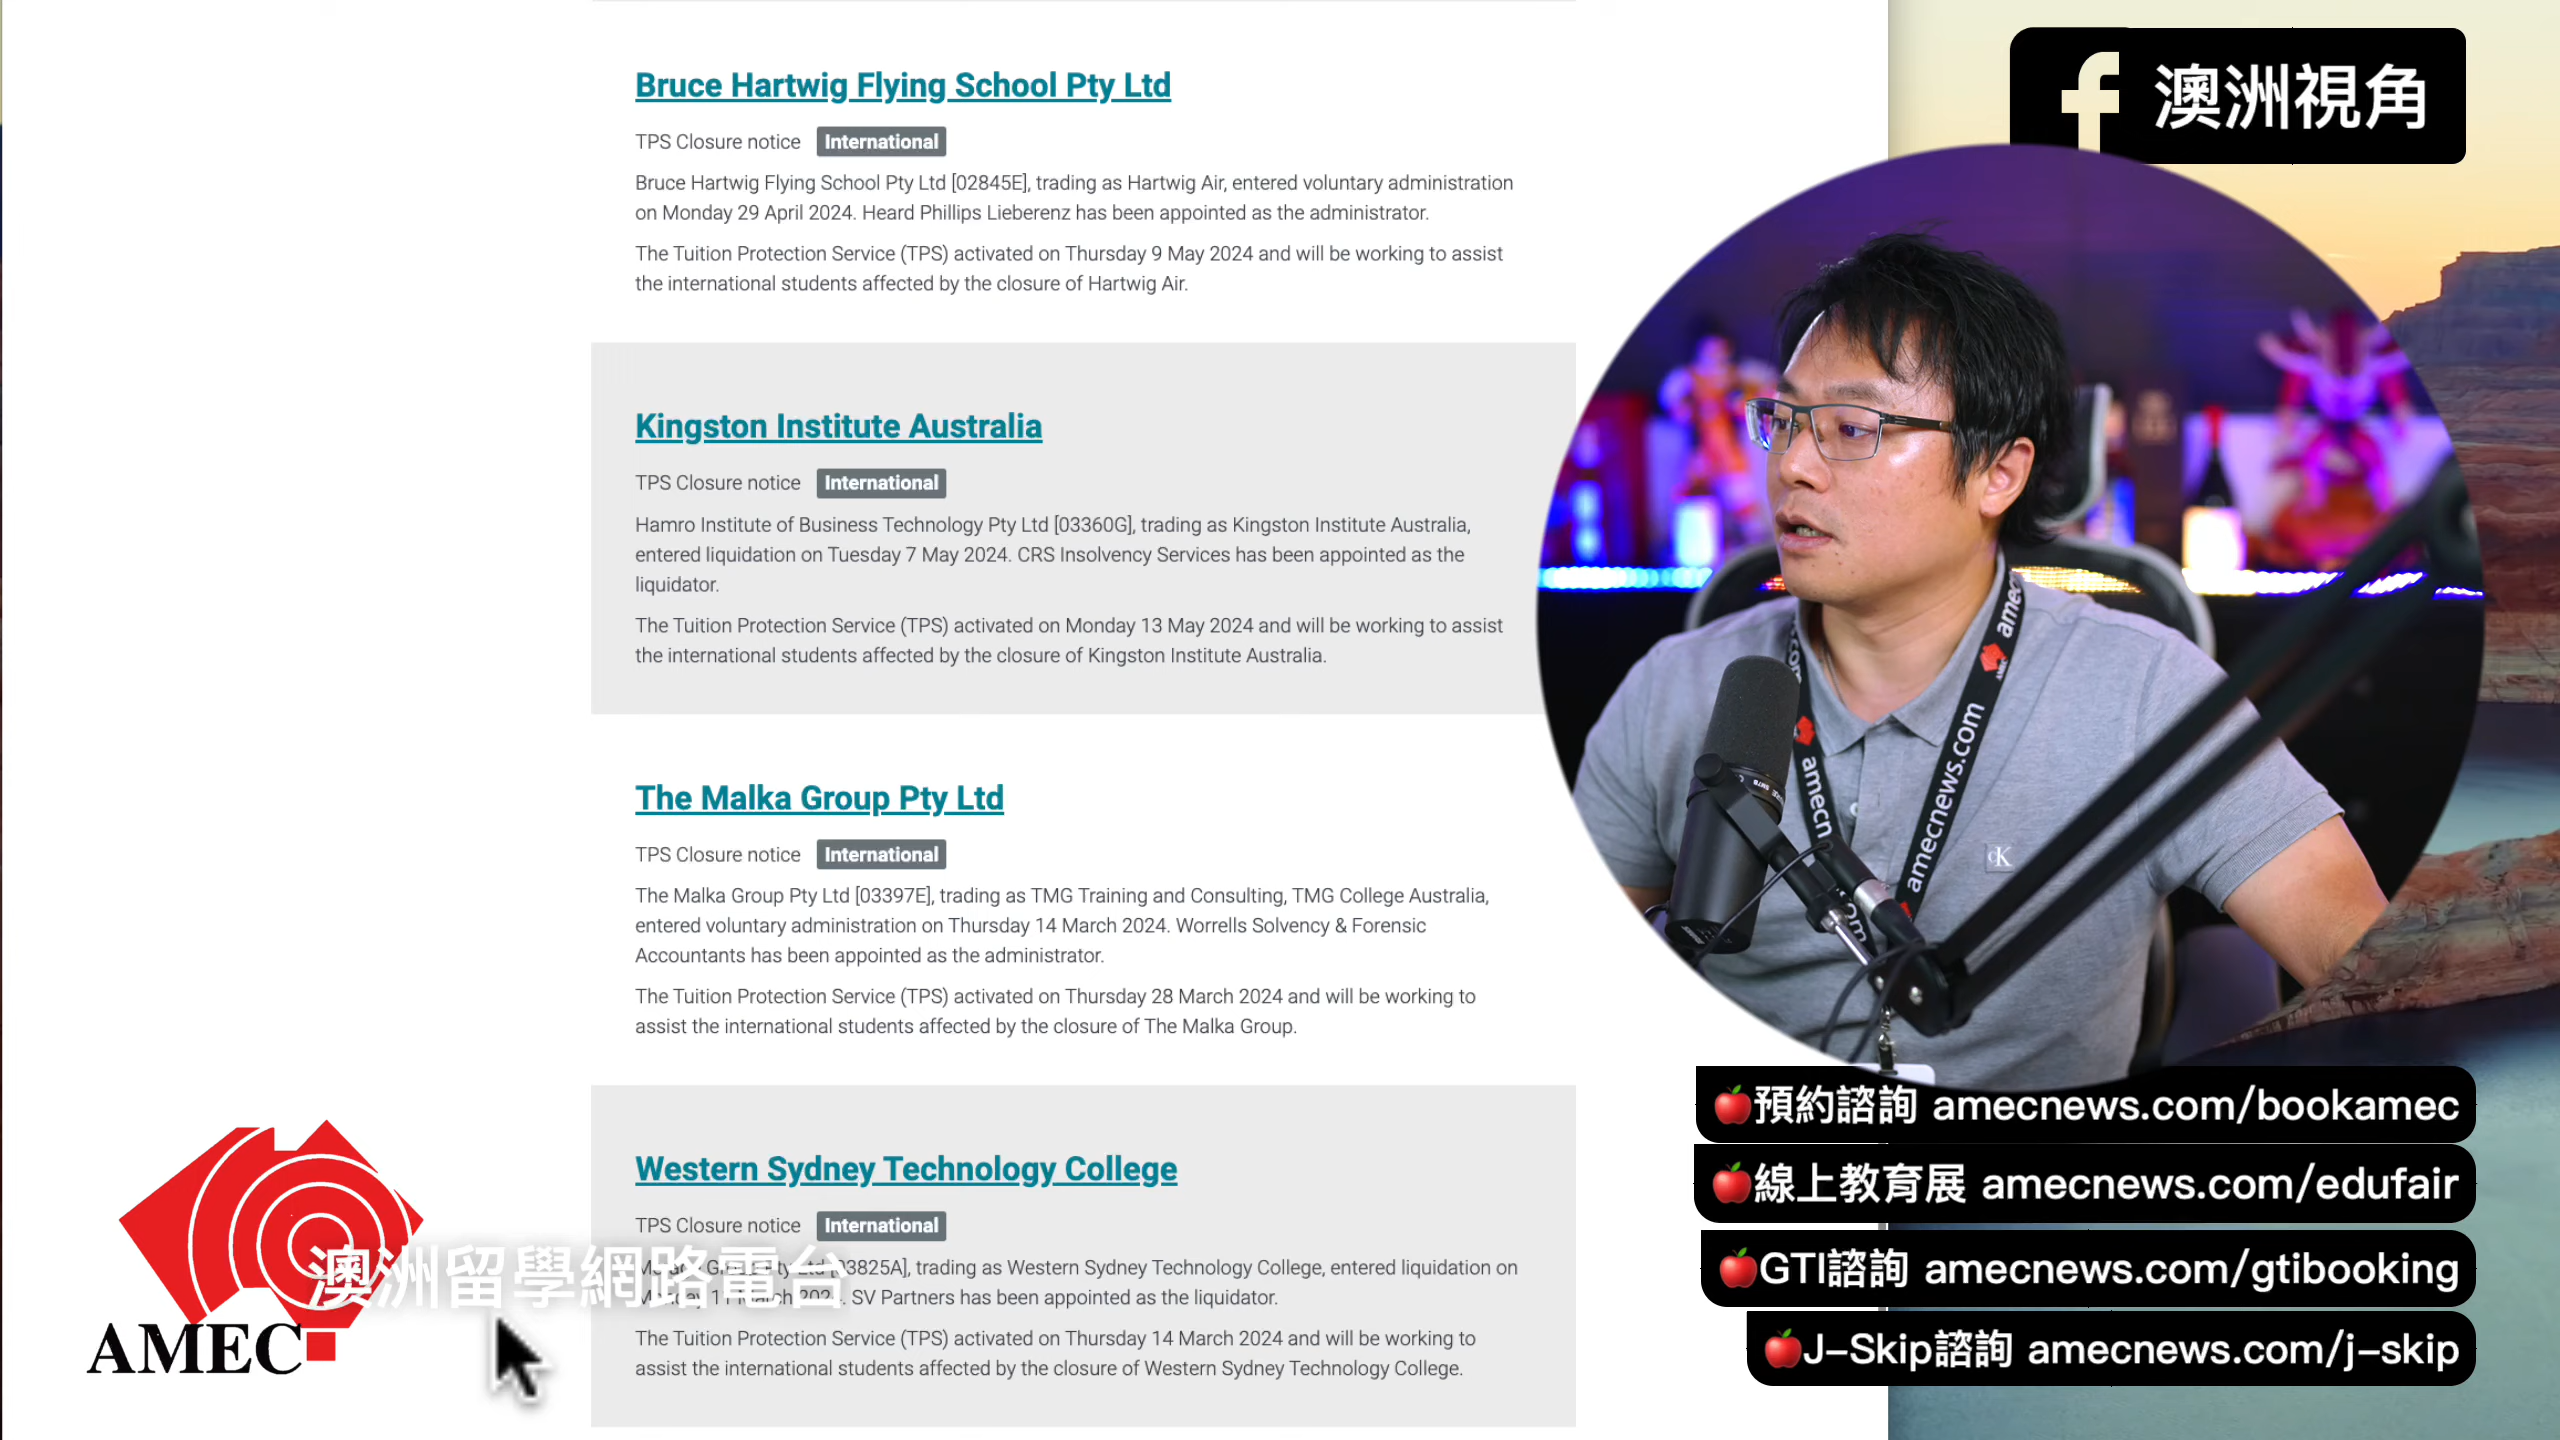 Bruce Hartwig Flying School Pty Ltd
TPS Closure notice International
Bruce Hartwig Flying School Pty Ltd [02845E], trading as Hartwig Air, entered voluntary administration
on Monday 29 April 2024. Heard Phillips Lieberenz has been appointed as the administrator.
The Tuition Protection Service (TPS) activated on Thursday 9 May 2024 and will be working to assist
the international students affected by the closure of Hartwig Air.
Kingston Institute Australia
TPS Closure notice International
Hamro Institute of Business Technology Pty Ltd [03360G], trading as Kingston Institute Australia,
entered liquidation on Tuesday 7 May 2024. CRS Insolvency Services has been appointed as the
liquidator.
The Tuition Protection Service (TPS) activated on Monday 13 May 2024 and will be working to assist
the international students affected by the closure of Kingston Institute Australia.
The Malka Group Pty Ltd
TPS Closure notice International
The Malka Group Pty Ltd [03397E], trading as TMG Training and Consulting, TMG College Australia,
entered voluntary administration on Thursday 14 March 2024. Worrells Solvency & Forensic
Accountants has been appointed as the administrator.
The Tuition Protection Service (TPS) activated on Thursday 28 March 2024 and will be working to
assist the international students affected by the closure of The Malka Group.
Western Sydney Technology College
TPS Closure notice International
Pty Ltd [03825A], trading as Western Sydney Technology College, entered liquidation on
Monday 11 March 2024. SV Partners has been appointed as the liquidator.
The Tuition Protection Service (TPS) activated on Thursday 14 March 2024 and will be working to
assist the international students affected by the closure of Western Sydney Technology College.
澳洲留學網路電台
AMEC
f 澳洲視角
amecnews.com
amecn
amec
com
CK
🍎預約諮詢 amecnews.com/bookamec
🍎線上教育展 amecnews.com/edufair
🍎GTI諮詢 amecnews.com/gtibooking
🍎J-Skip諮詢 amecnews.com/j-skip